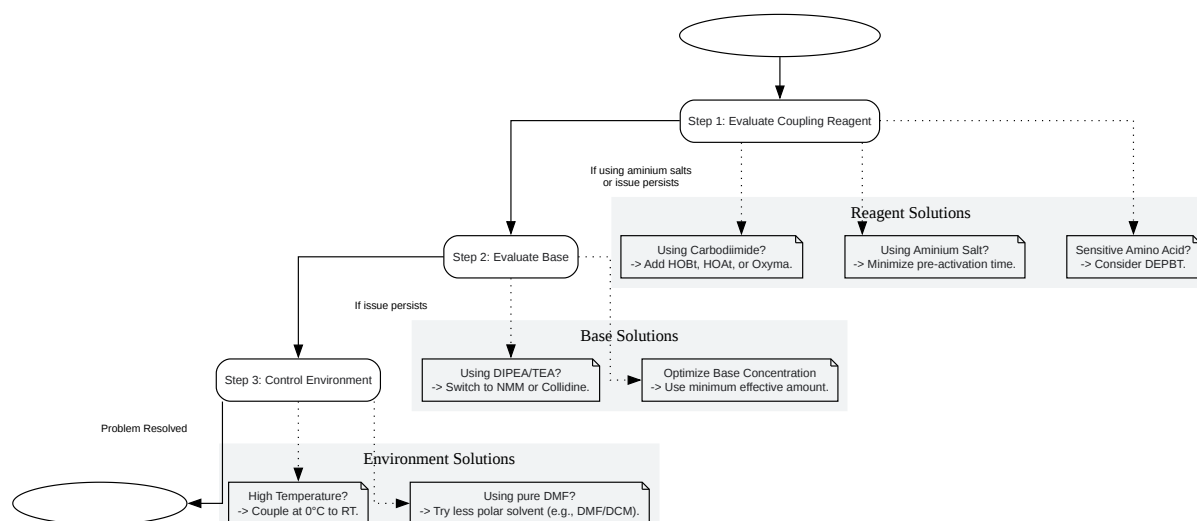 Step 1: Evaluate Coupling Reagent
If using aminium salts
or issue persists
Reagent Solutions
Using Carbodiimide?
-> Add HOBt, HOAt, or Oxyma.
Using Aminium Salt?
-> Minimize pre-activation time.
Sensitive Amino Acid?
-> Consider DEPBT.
Step 2: Evaluate Base
If issue persists
Base Solutions
Using DIPEA/TEA?
-> Switch to NMM or Collidine.
Optimize Base Concentration
-> Use minimum effective amount.
Step 3: Control Environment
Problem Resolved
Environment Solutions
High Temperature?
-> Couple at 0°C to RT.
Using pure DMF?
-> Try less polar solvent (e.g., DMF/DCM).